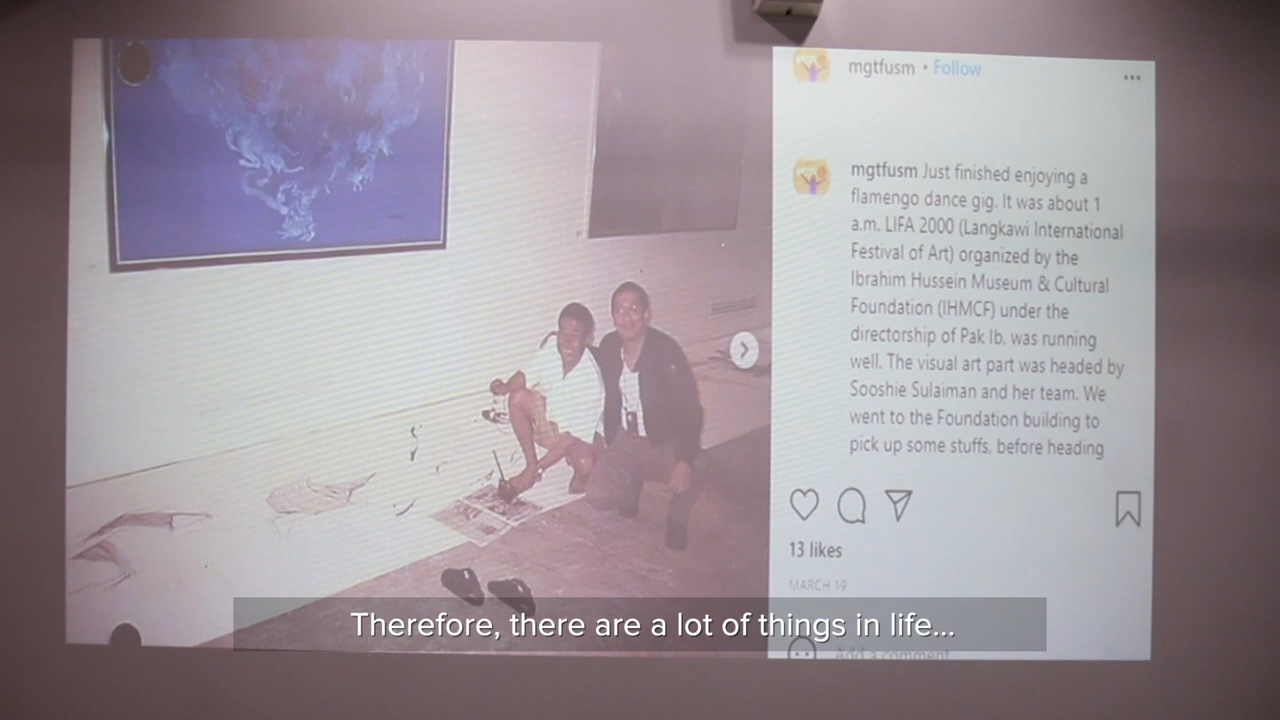 mgtfusm • Follow
mgtfusm Just finished enjoying a
flamengo dance gig. It was about 1
a.m. LIFA 2000 (Langkawi International
Festival of Art) organized by the
Ibrahim Hussein Museum & Cultural
Foundation (IHMCF) under the
directorship of Pak Ib, was running
well. The visual art part was headed by
Sooshie Sulaiman and her team. We
went to the Foundation building to
pick up some stuffs, before heading
13 likes
MARCH 19
Therefore, there are a lot of things in life...
Add a comment